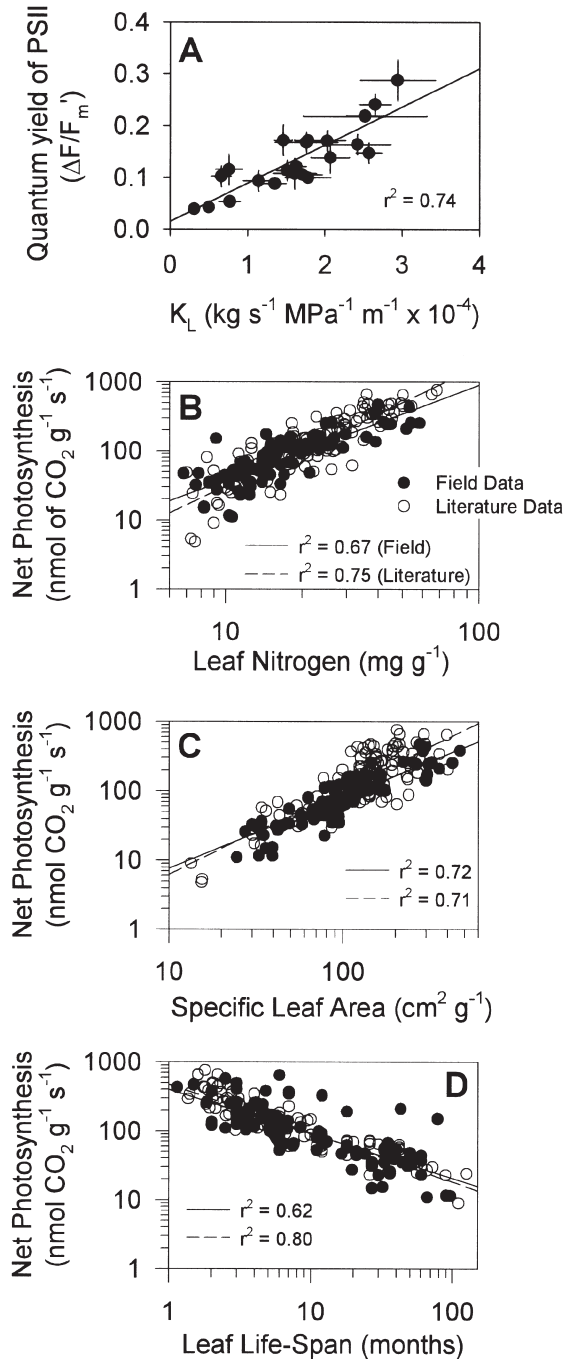 A
Quantum yield of PSII
(ΔF/Fm')
0.4
0.3
0.2
0.1
0.0
r² = 0.74
0
1
2
3
4
K_L (kg s⁻¹ MPa⁻¹ m⁻¹ x 10⁻⁴)
B
Net Photosynthesis
(nmol of CO₂ g⁻¹ s⁻¹)
1000
100
10
1
Field Data
Literature Data
r² = 0.67 (Field)
r² = 0.75 (Literature)
10
100
Leaf Nitrogen (mg g⁻¹)
C
Net Photosynthesis
(nmol CO₂ g⁻¹ s⁻¹)
1000
100
10
1
r² = 0.72
r² = 0.71
10
100
Specific Leaf Area (cm² g⁻¹)
D
Net Photosynthesis
(nmol CO₂ g⁻¹ s⁻¹)
1000
100
10
1
r² = 0.62
r² = 0.80
1
10
100
Leaf Life-Span (months)